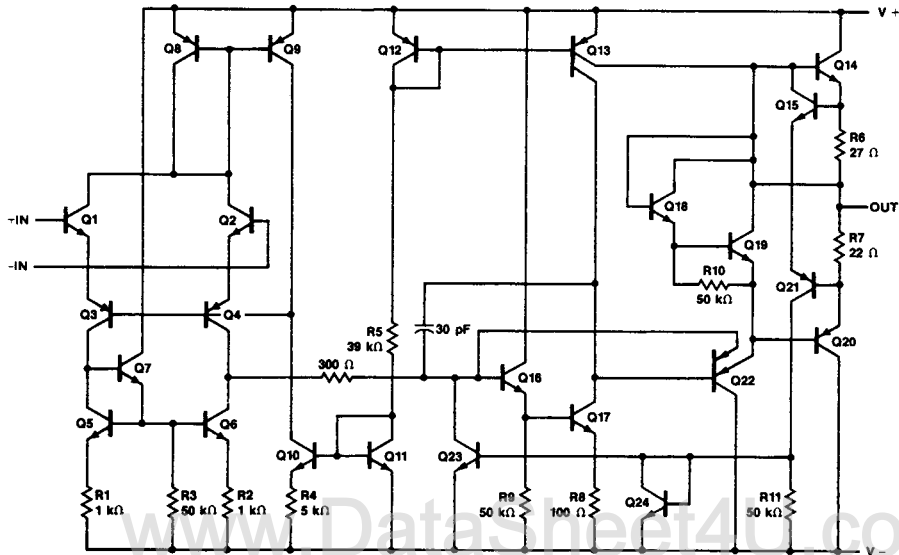 V +
Q8
Q9
Q12
Q13
Q14
Q15
R6
27 Ω
+IN
Q1
Q2
Q18
OUT
-IN
Q19
R7
22 Ω
R10
50 kΩ
Q21
Q3
Q4
R5
39 kΩ
30 pF
Q20
300 Ω
Q7
Q16
Q22
Q5
Q6
Q17
Q10
Q11
Q23
R1
1 kΩ
R3
50 kΩ
R2
1 kΩ
R4
5 kΩ
R9
50 kΩ
R8
100 Ω
Q24
R11
50 kΩ
www.DataSheet4U.co
V -